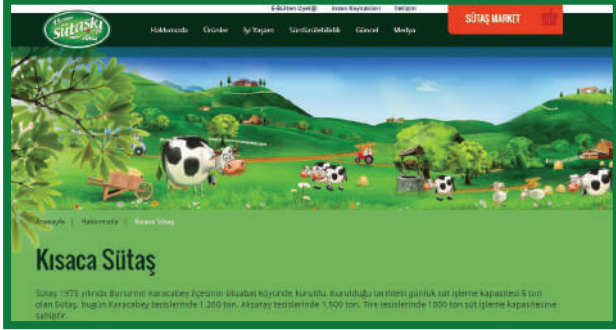 E-Bülten Üyeliği İnsan Kaynakları İletişim
SÜTAŞ MARKET
sütaşkı
Hakkımızda Ürünler İyi Yaşam Sürdürülebilirlik Güncel Medya
Anasayfa | Hakkımızda | Kısaca Sütaş
Kısaca Sütaş
Sütaş 1975 yılında Bursa'nın Karacabey ilçesinin Uluabat köyünde kuruldu. Kurulduğu tarihteki günlük süt işleme kapasitesi 5 ton
olan Sütaş, bugün Karacabey tesislerinde 1.200 ton, Aksaray tesislerinde 1.500 ton, Tire tesislerinde 1000 ton süt işleme kapasitesine
sahiptir.